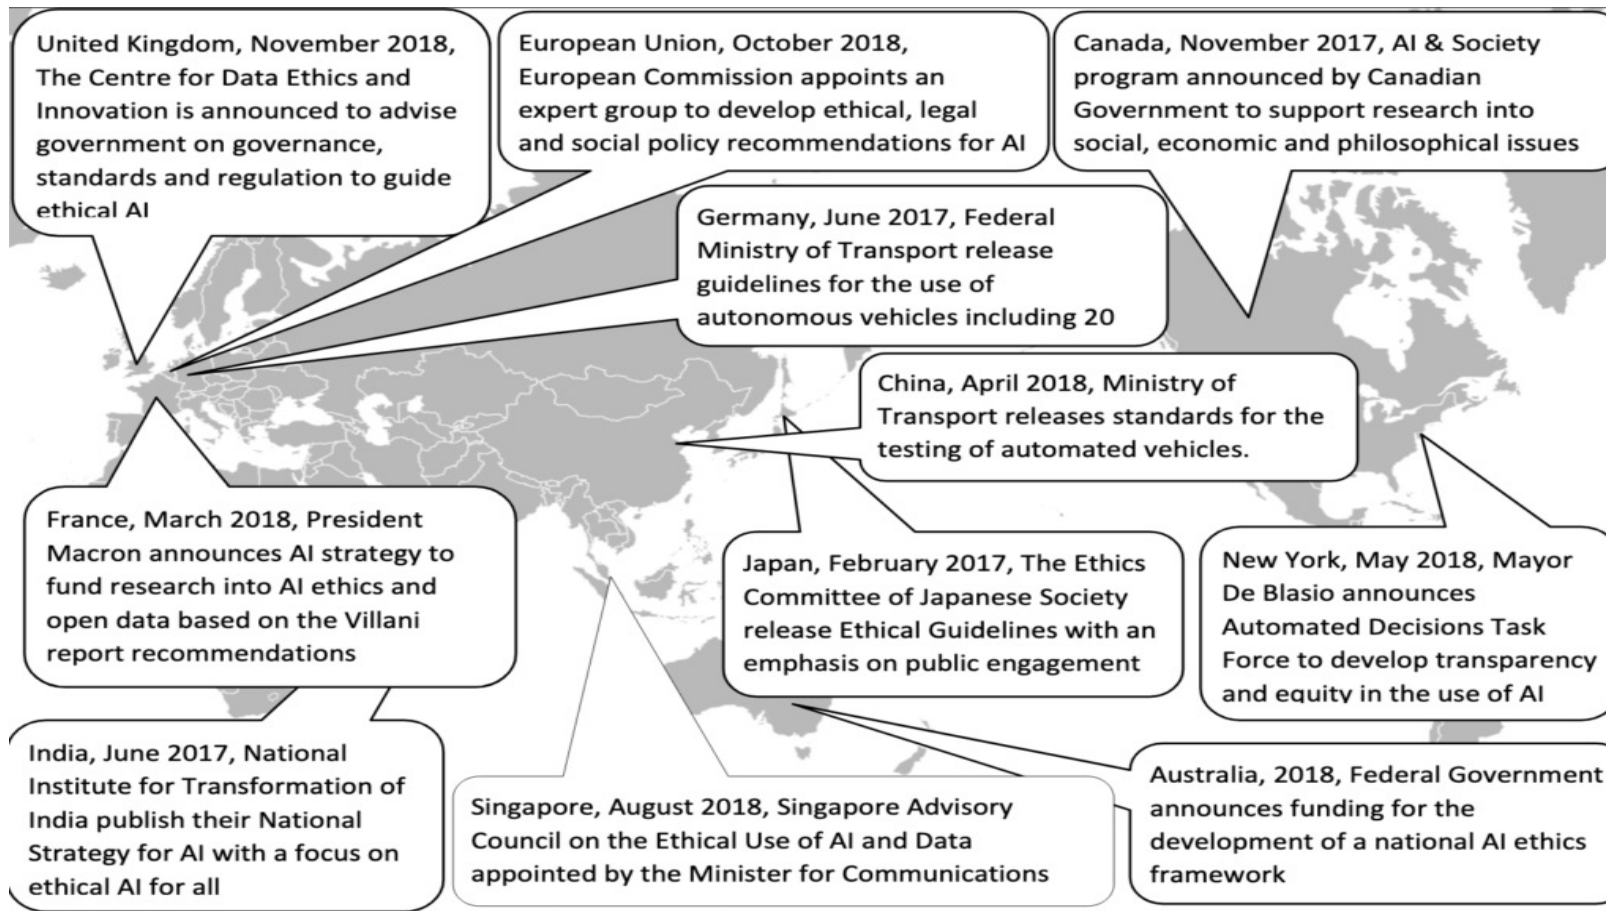 United Kingdom, November 2018,
The Centre for Data Ethics and
Innovation is announced to advise
government on governance,
standards and regulation to guide
ethical AI
European Union, October 2018,
European Commission appoints an
expert group to develop ethical, legal
and social policy recommendations for AI
Canada, November 2017, AI & Society
program announced by Canadian
Government to support research into
social, economic and philosophical issues
Germany, June 2017, Federal
Ministry of Transport release
guidelines for the use of
autonomous vehicles including 20
China, April 2018, Ministry of
Transport releases standards for the
testing of automated vehicles.
France, March 2018, President
Macron announces AI strategy to
fund research into AI ethics and
open data based on the Villani
report recommendations
Japan, February 2017, The Ethics
Committee of Japanese Society
release Ethical Guidelines with an
emphasis on public engagement
New York, May 2018, Mayor
De Blasio announces
Automated Decisions Task
Force to develop transparency
and equity in the use of AI
India, June 2017, National
Institute for Transformation of
India publish their National
Strategy for AI with a focus on
ethical AI for all
Singapore, August 2018, Singapore Advisory
Council on the Ethical Use of AI and Data
appointed by the Minister for Communications
Australia, 2018, Federal Government
announces funding for the
development of a national AI ethics
framework